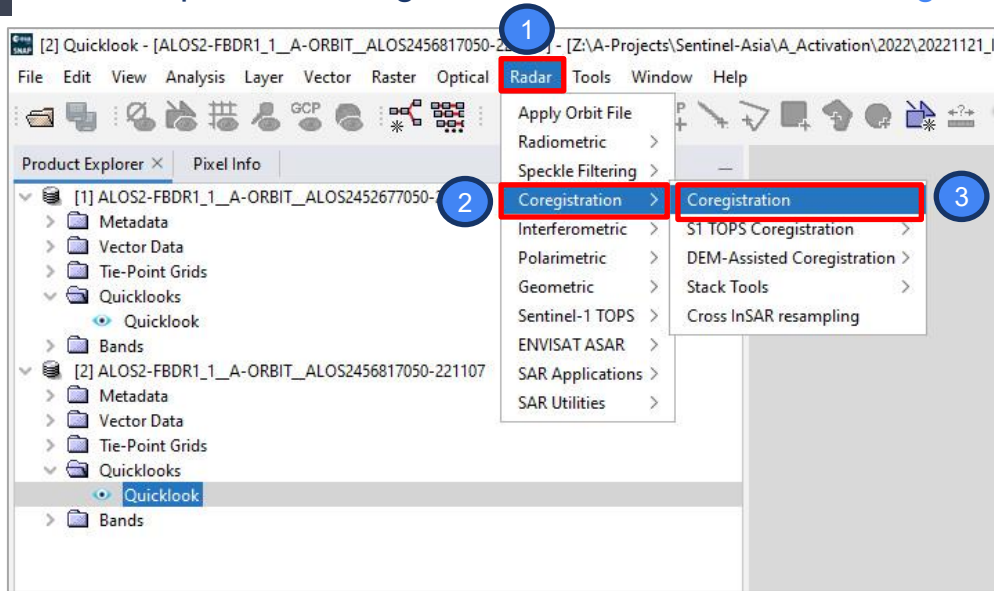 1
[2] Quicklook - [ALOS2-FBDR1_1__A-ORBIT__ALOS2456817050- - [Z:\A-Projects\Sentinel-Asia\A_Activation\2022\20221121_
File Edit View Analysis Layer Vector Raster Optical Radar Tools Window Help
GCP
Product Explorer × Pixel Info
Apply Orbit File
Radiometric >
Speckle Filtering >
2 Coregistration > Coregistration 3
Interferometric > S1 TOPS Coregistration >
Polarimetric > DEM-Assisted Coregistration >
Geometric > Stack Tools >
Sentinel-1 TOPS > Cross InSAR resampling
ENVISAT ASAR >
SAR Applications >
SAR Utilities >
[1] ALOS2-FBDR1_1__A-ORBIT__ALOS2452677050-
Metadata
Vector Data
Tie-Point Grids
Quicklooks
Quicklook
Bands
[2] ALOS2-FBDR1_1__A-ORBIT__ALOS2456817050-221107
Metadata
Vector Data
Tie-Point Grids
Quicklooks
Quicklook
Bands